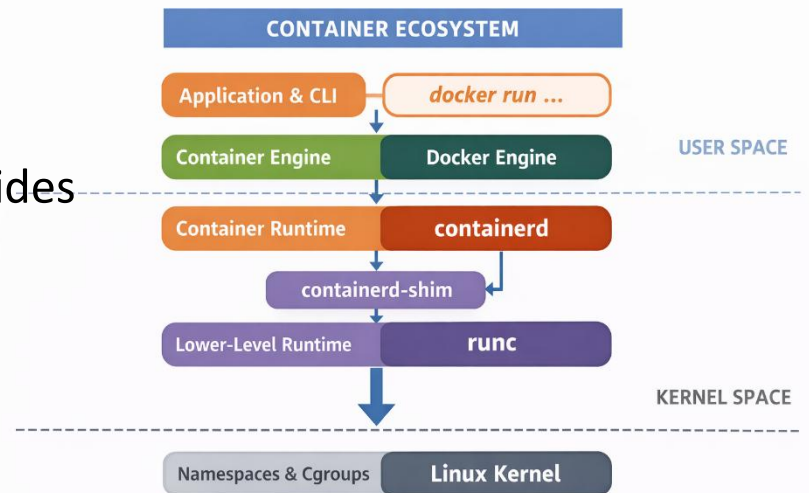 CONTAINER ECOSYSTEM
Application & CLI
docker run ...
Container Engine
Docker Engine
USER SPACE
ides
Container Runtime
containerd
containerd-shim
Lower-Level Runtime
runc
KERNEL SPACE
Namespaces & Cgroups
Linux Kernel